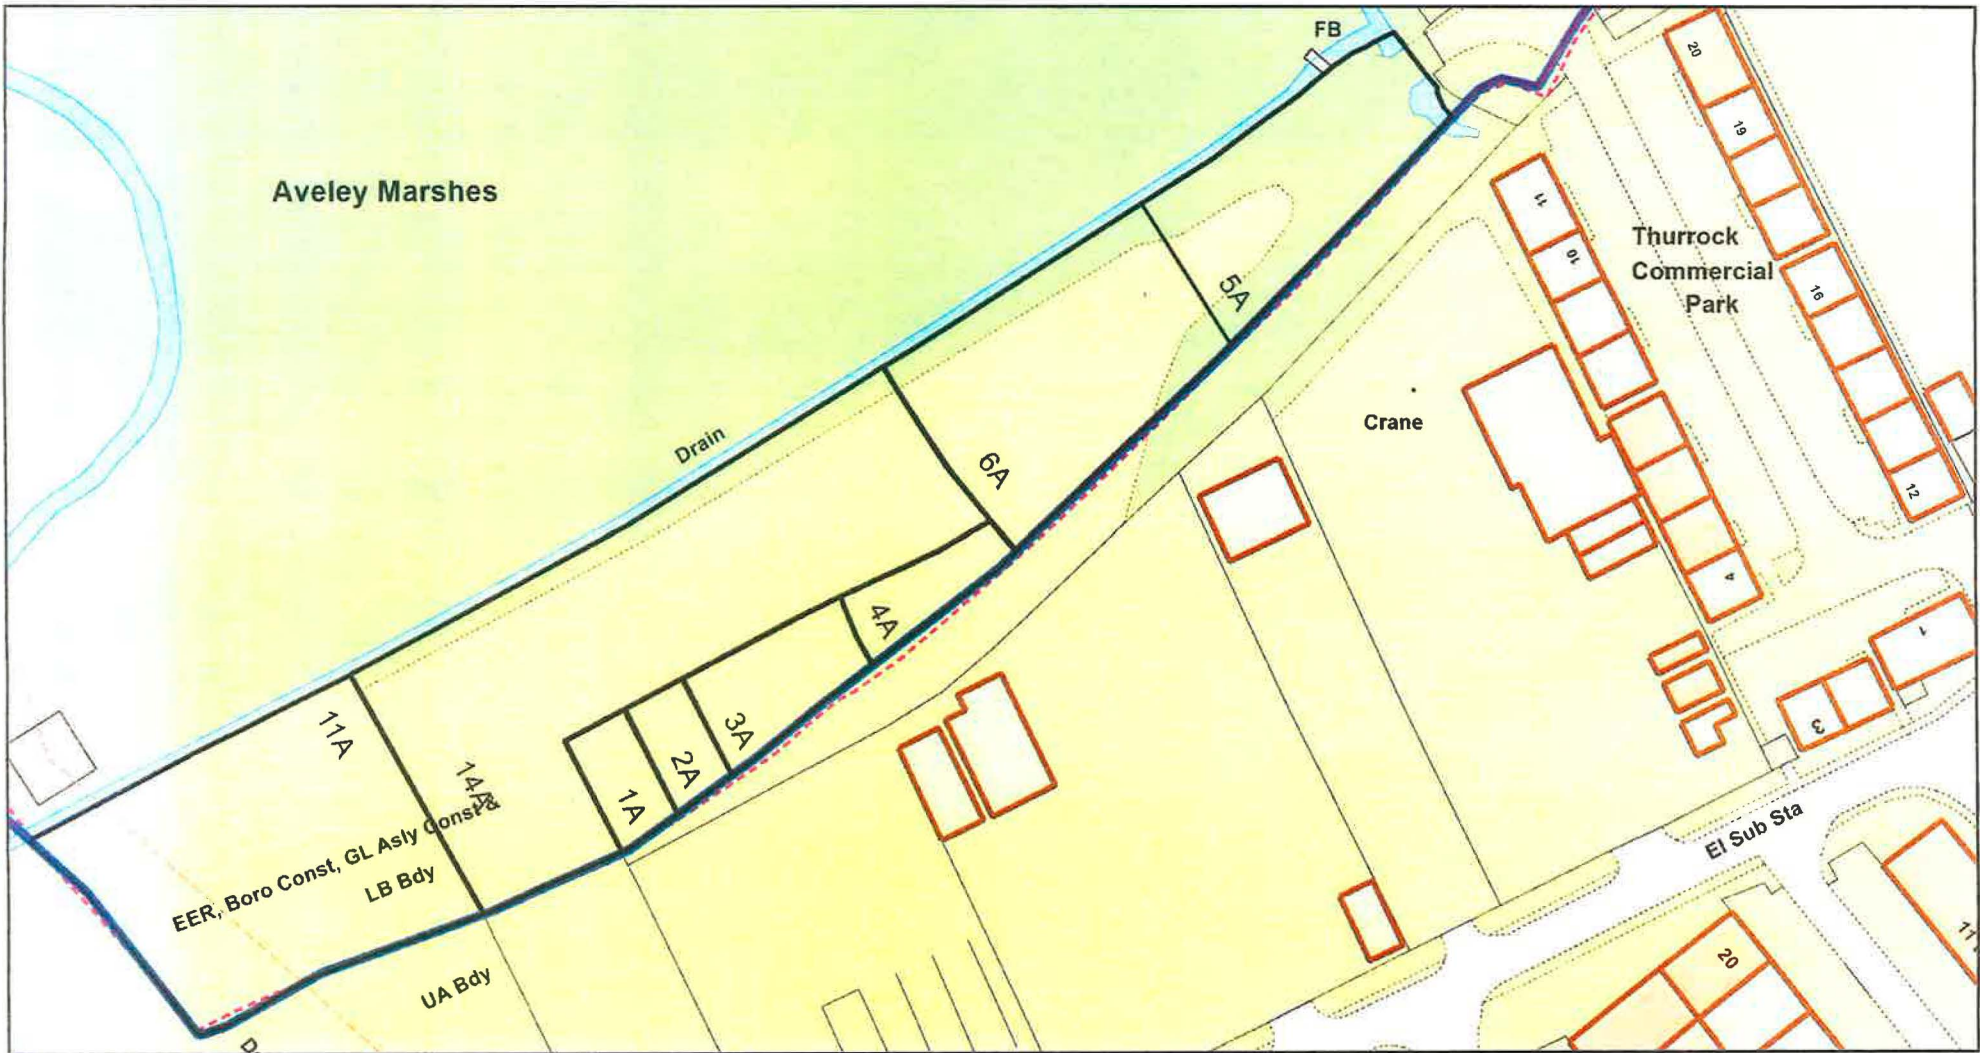 FB
20
19
Aveley Marshes
11
Thurrock
Commercial
Park
10
16
5A
Crane
Drain
6A
12
4
4A
1
3
3A
11A
2A
14A
1A
EER, Boro Const, GL Asly Const &
LB Bdy
El Sub Sta
UA Bdy
20
11
D